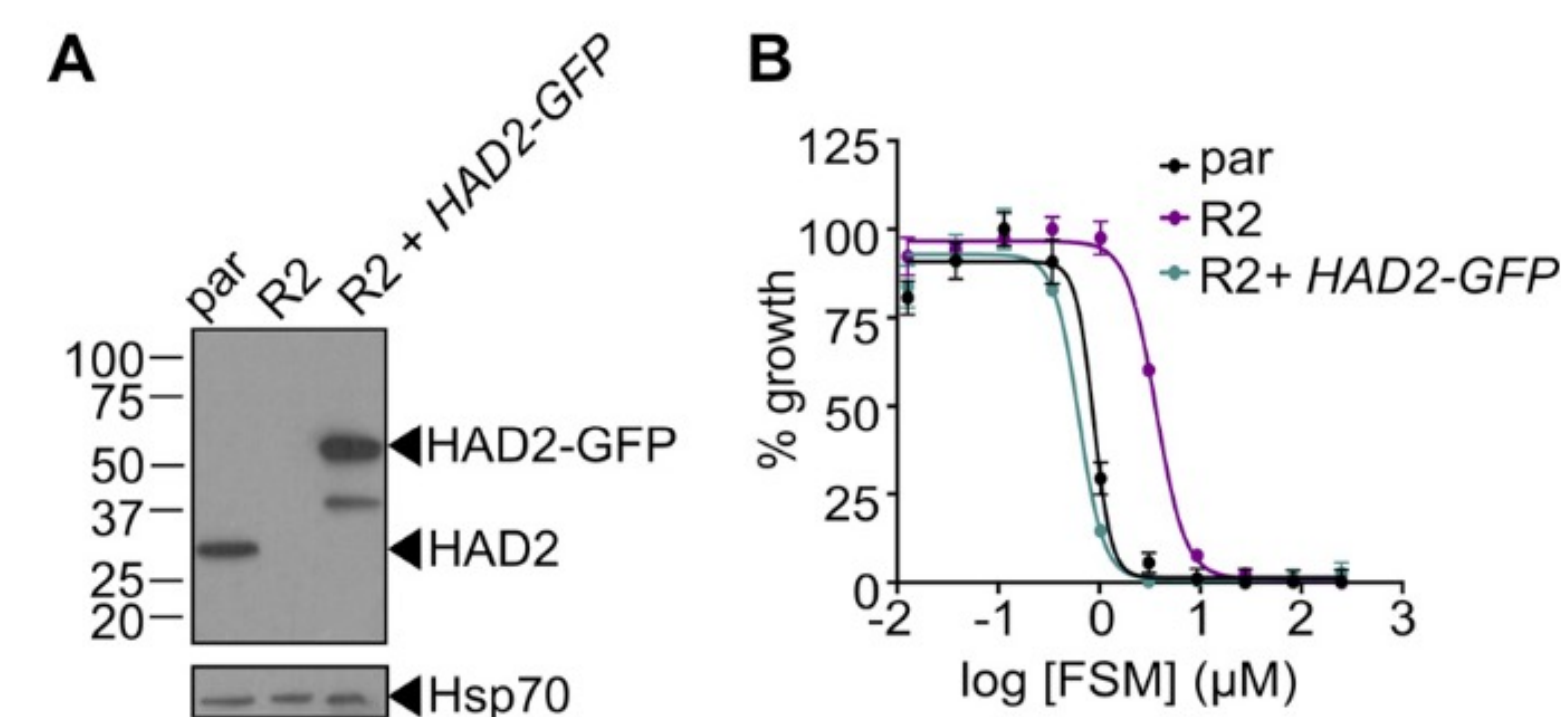 A
par
R2
R2 + HAD2-GFP
100
75
50
37
25
20
HAD2-GFP
HAD2
Hsp70
B
125
100
75
50
25
0
% growth
-2 -1 0 1 2 3
log [FSM] (µM)
par
R2
R2+ HAD2-GFP